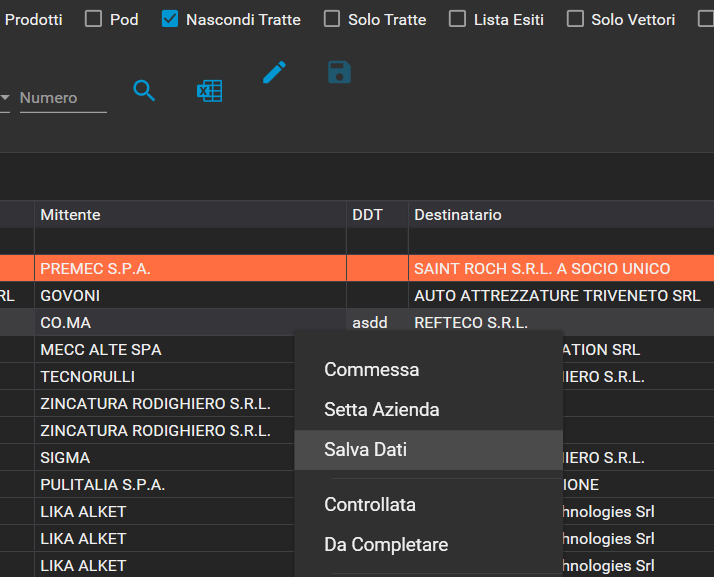 Prodotti Pod Nascondi Tratte Solo Tratte Lista Esiti Solo Vettori
Numero
Mittente DDT Destinatario
PREMEC S.P.A. SAINT ROCH S.R.L. A SOCIO UNICO
RL GOVONI AUTO ATTREZZATURE TRIVENETO SRL
CO.MA asdd REFTECO S.R.L.
MECC ALTE SPA ATION SRL
Commessa
TECNORULLI IERO S.R.L.
ZINCATURA RODIGHIERO S.R.L.
Setta Azienda
ZINCATURA RODIGHIERO S.R.L.
Salva Dati
SIGMA IERO S.R.L.
PULITALIA S.P.A. IONE
Controllata
LIKA ALKET hnologies Srl
LIKA ALKET
Da Completare
LIKA ALKET hnologies Srl